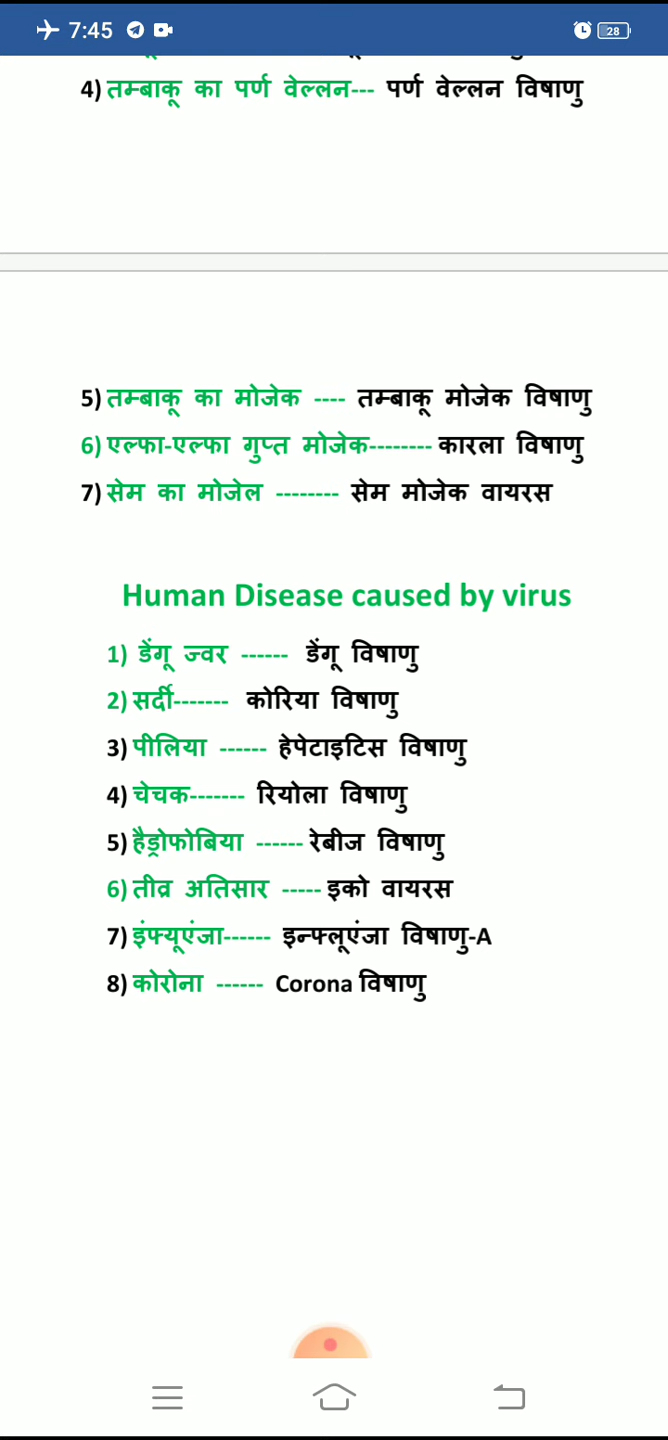 7:45
28
4) तम्बाकू का पर्ण वेल्लन--- पर्ण वेल्लन विषाणु
5) तम्बाकू का मोजेक ---- तम्बाकू मोजेक विषाणु
6) एल्फा-एल्फा गुप्त मोजेक-------- कारला विषाणु
7) सेम का मोजेल -------- सेम मोजेक वायरस
Human Disease caused by virus
1) डेंगू ज्वर ------ डेंगू विषाणु
2) सर्दी------- कोरिया विषाणु
3) पीलिया ------ हेपेटाइटिस विषाणु
4) चेचक------- रियोला विषाणु
5) हैड्रोफोबिया ------ रेबीज विषाणु
6) तीव्र अतिसार ----- इको वायरस
7) इंफ्यूएंजा------ इन्फ्लूएंजा विषाणु-A
8) कोरोना ------ Corona विषाणु